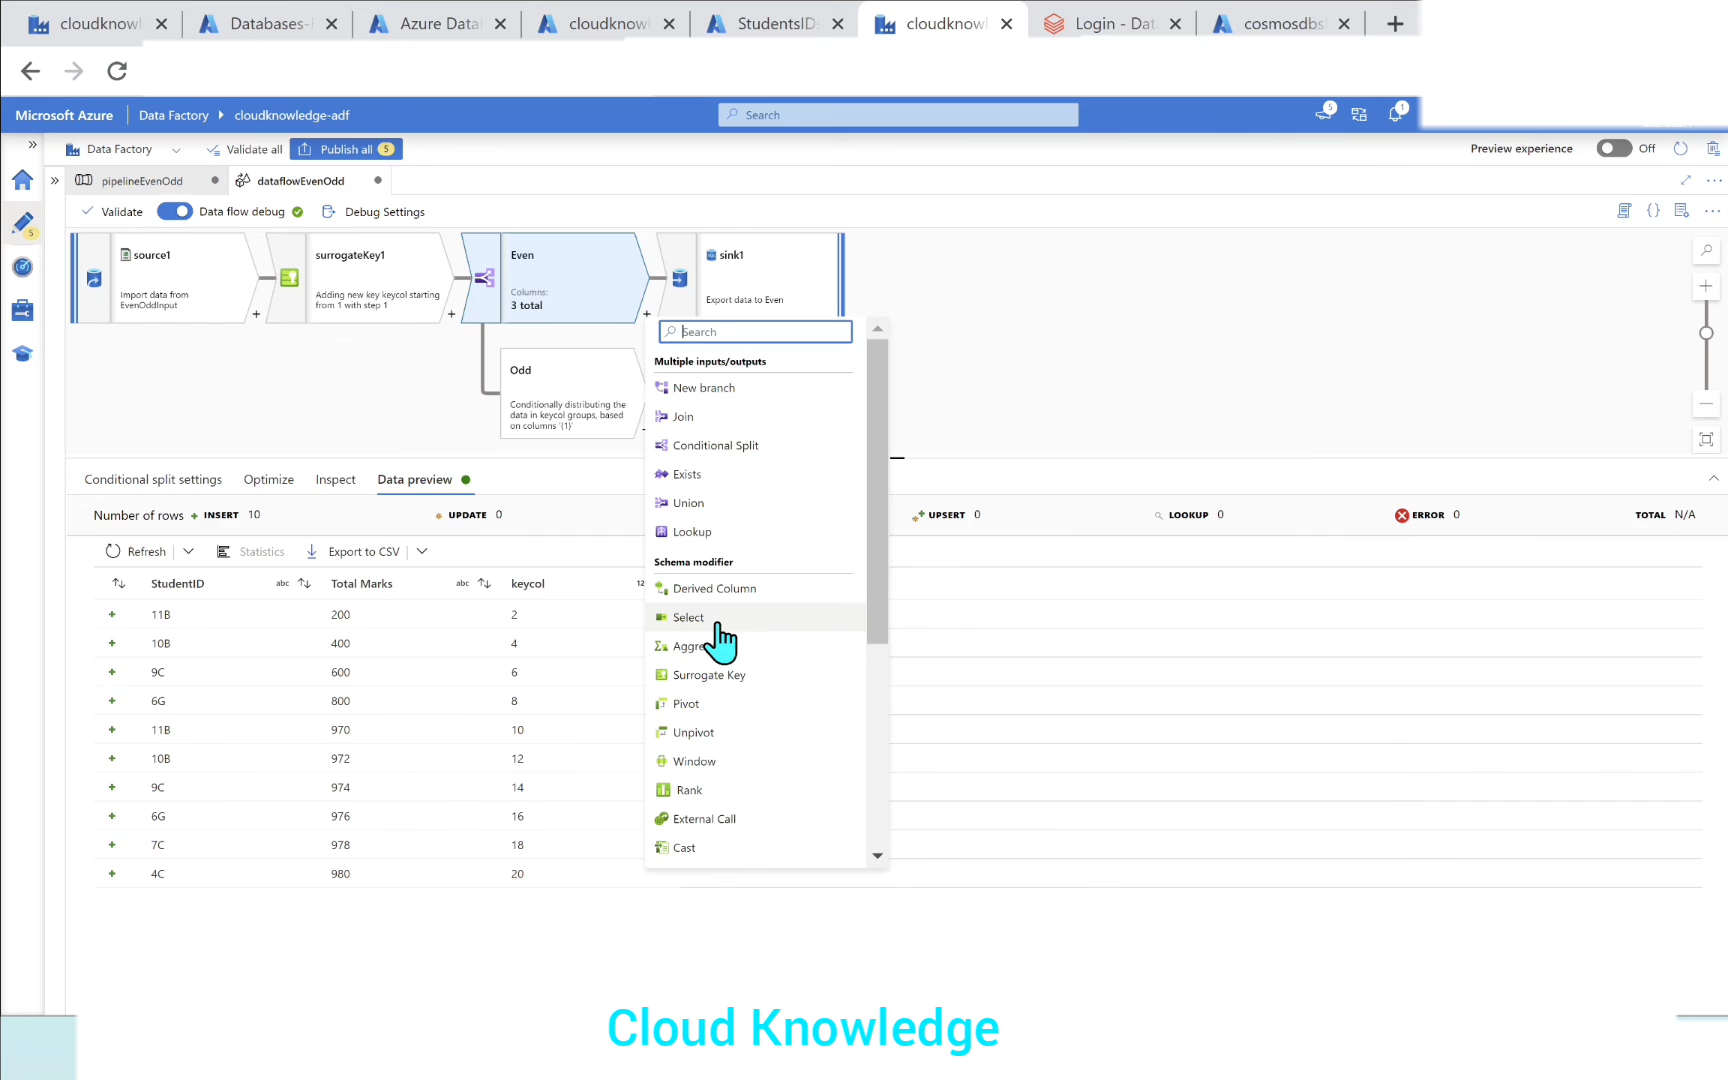 cloudknowl
Databases-
Azure Data
cloudknowl
StudentsID
cloudknowl
Login - Dat
cosmosdbs
Microsoft Azure
Data Factory
cloudknowledge-adf
Search
5
1
Data Factory
Validate all
Publish all
5
Preview experience
Off
pipelineEvenOdd
dataflowEvenOdd
5
Validate
Data flow debug
Debug Settings
source1
Import data from
EvenOddInput
surrogateKey1
Adding new key keycol starting
from 1 with step 1
Even
Columns:
3 total
sink1
Export data to Even
Odd
Conditionally distributing the
data in keycol groups, based
on columns '{1}'
Search
Multiple inputs/outputs
New branch
Join
Conditional Split
Exists
Union
Lookup
Schema modifier
Derived Column
Select
Aggre
Surrogate Key
Pivot
Unpivot
Window
Rank
External Call
Cast
Conditional split settings
Optimize
Inspect
Data preview
Number of rows
INSERT 10
UPDATE 0
UPSERT 0
LOOKUP 0
ERROR 0
TOTAL N/A
Refresh
Statistics
Export to CSV
StudentID abc Total Marks abc keycol 12
11B 200 2
10B 400 4
9C 600 6
6G 800 8
11B 970 10
10B 972 12
9C 974 14
6G 976 16
7C 978 18
4C 980 20
Cloud Knowledge